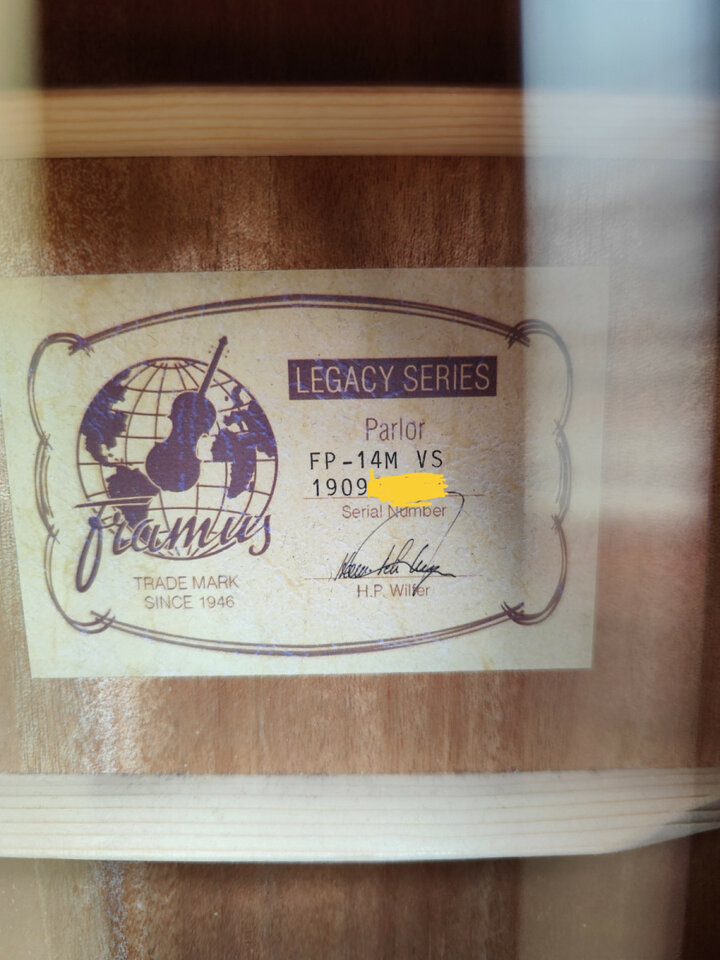 framus
TRADE MARK
SINCE 1946
LEGACY SERIES
Parlor
FP-14M VS
1909
Serial Number
H.P. Wilfer